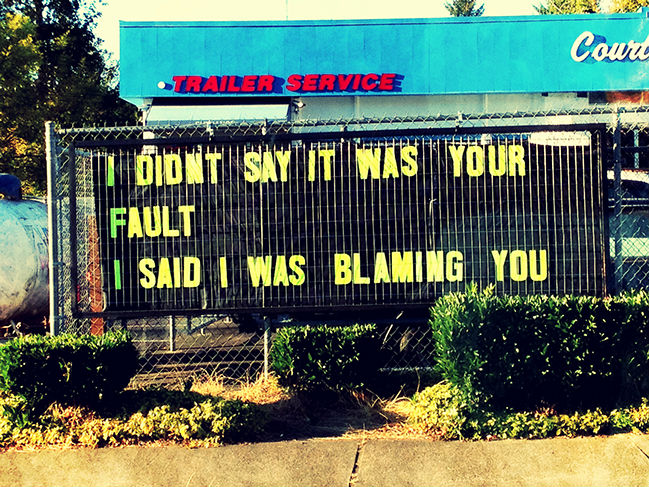 Court
TRAILER SERVICE
I DIDNT SAY IT WAS YOUR
FAULT
I SAID I WAS BLAMING YOU